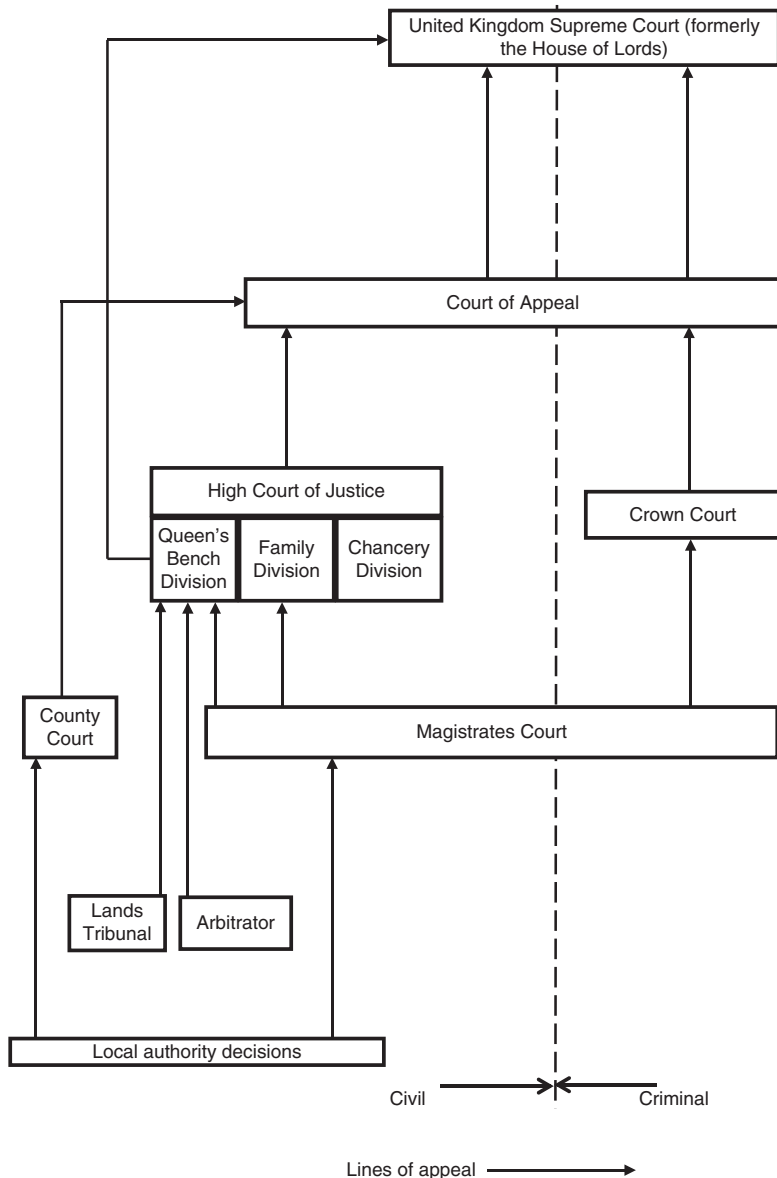 United Kingdom Supreme Court (formerly
the House of Lords)
Court of Appeal
High Court of Justice
Queen’s
Bench
Division
Family
Division
Chancery
Division
Crown Court
County
Court
Magistrates Court
Lands
Tribunal
Arbitrator
Local authority decisions
Civil
Criminal
Lines of appeal